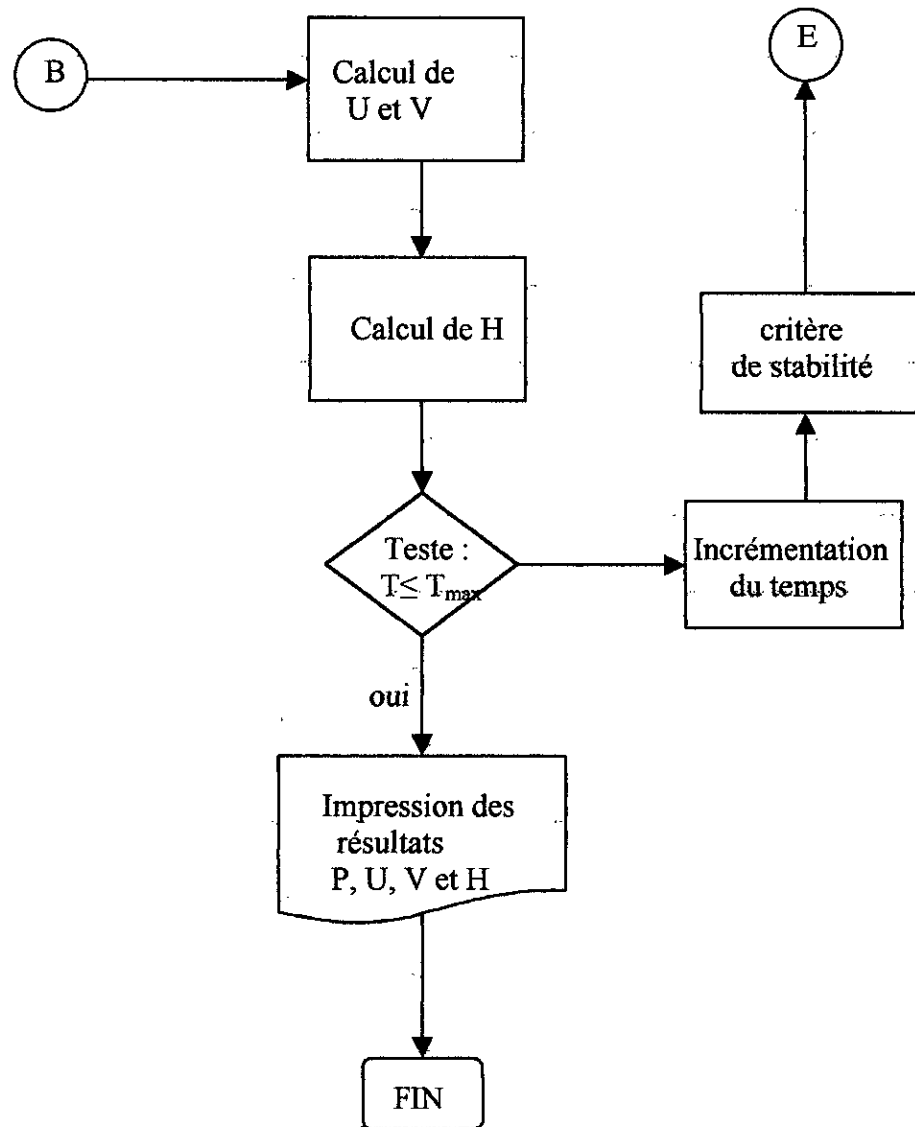 B
Calcul de
U et V
E
Calcul de H
critère
de stabilité
Teste :
T≤ Tmax
Incrémentation
du temps
oui
Impression des
résultats
P, U, V et H
FIN